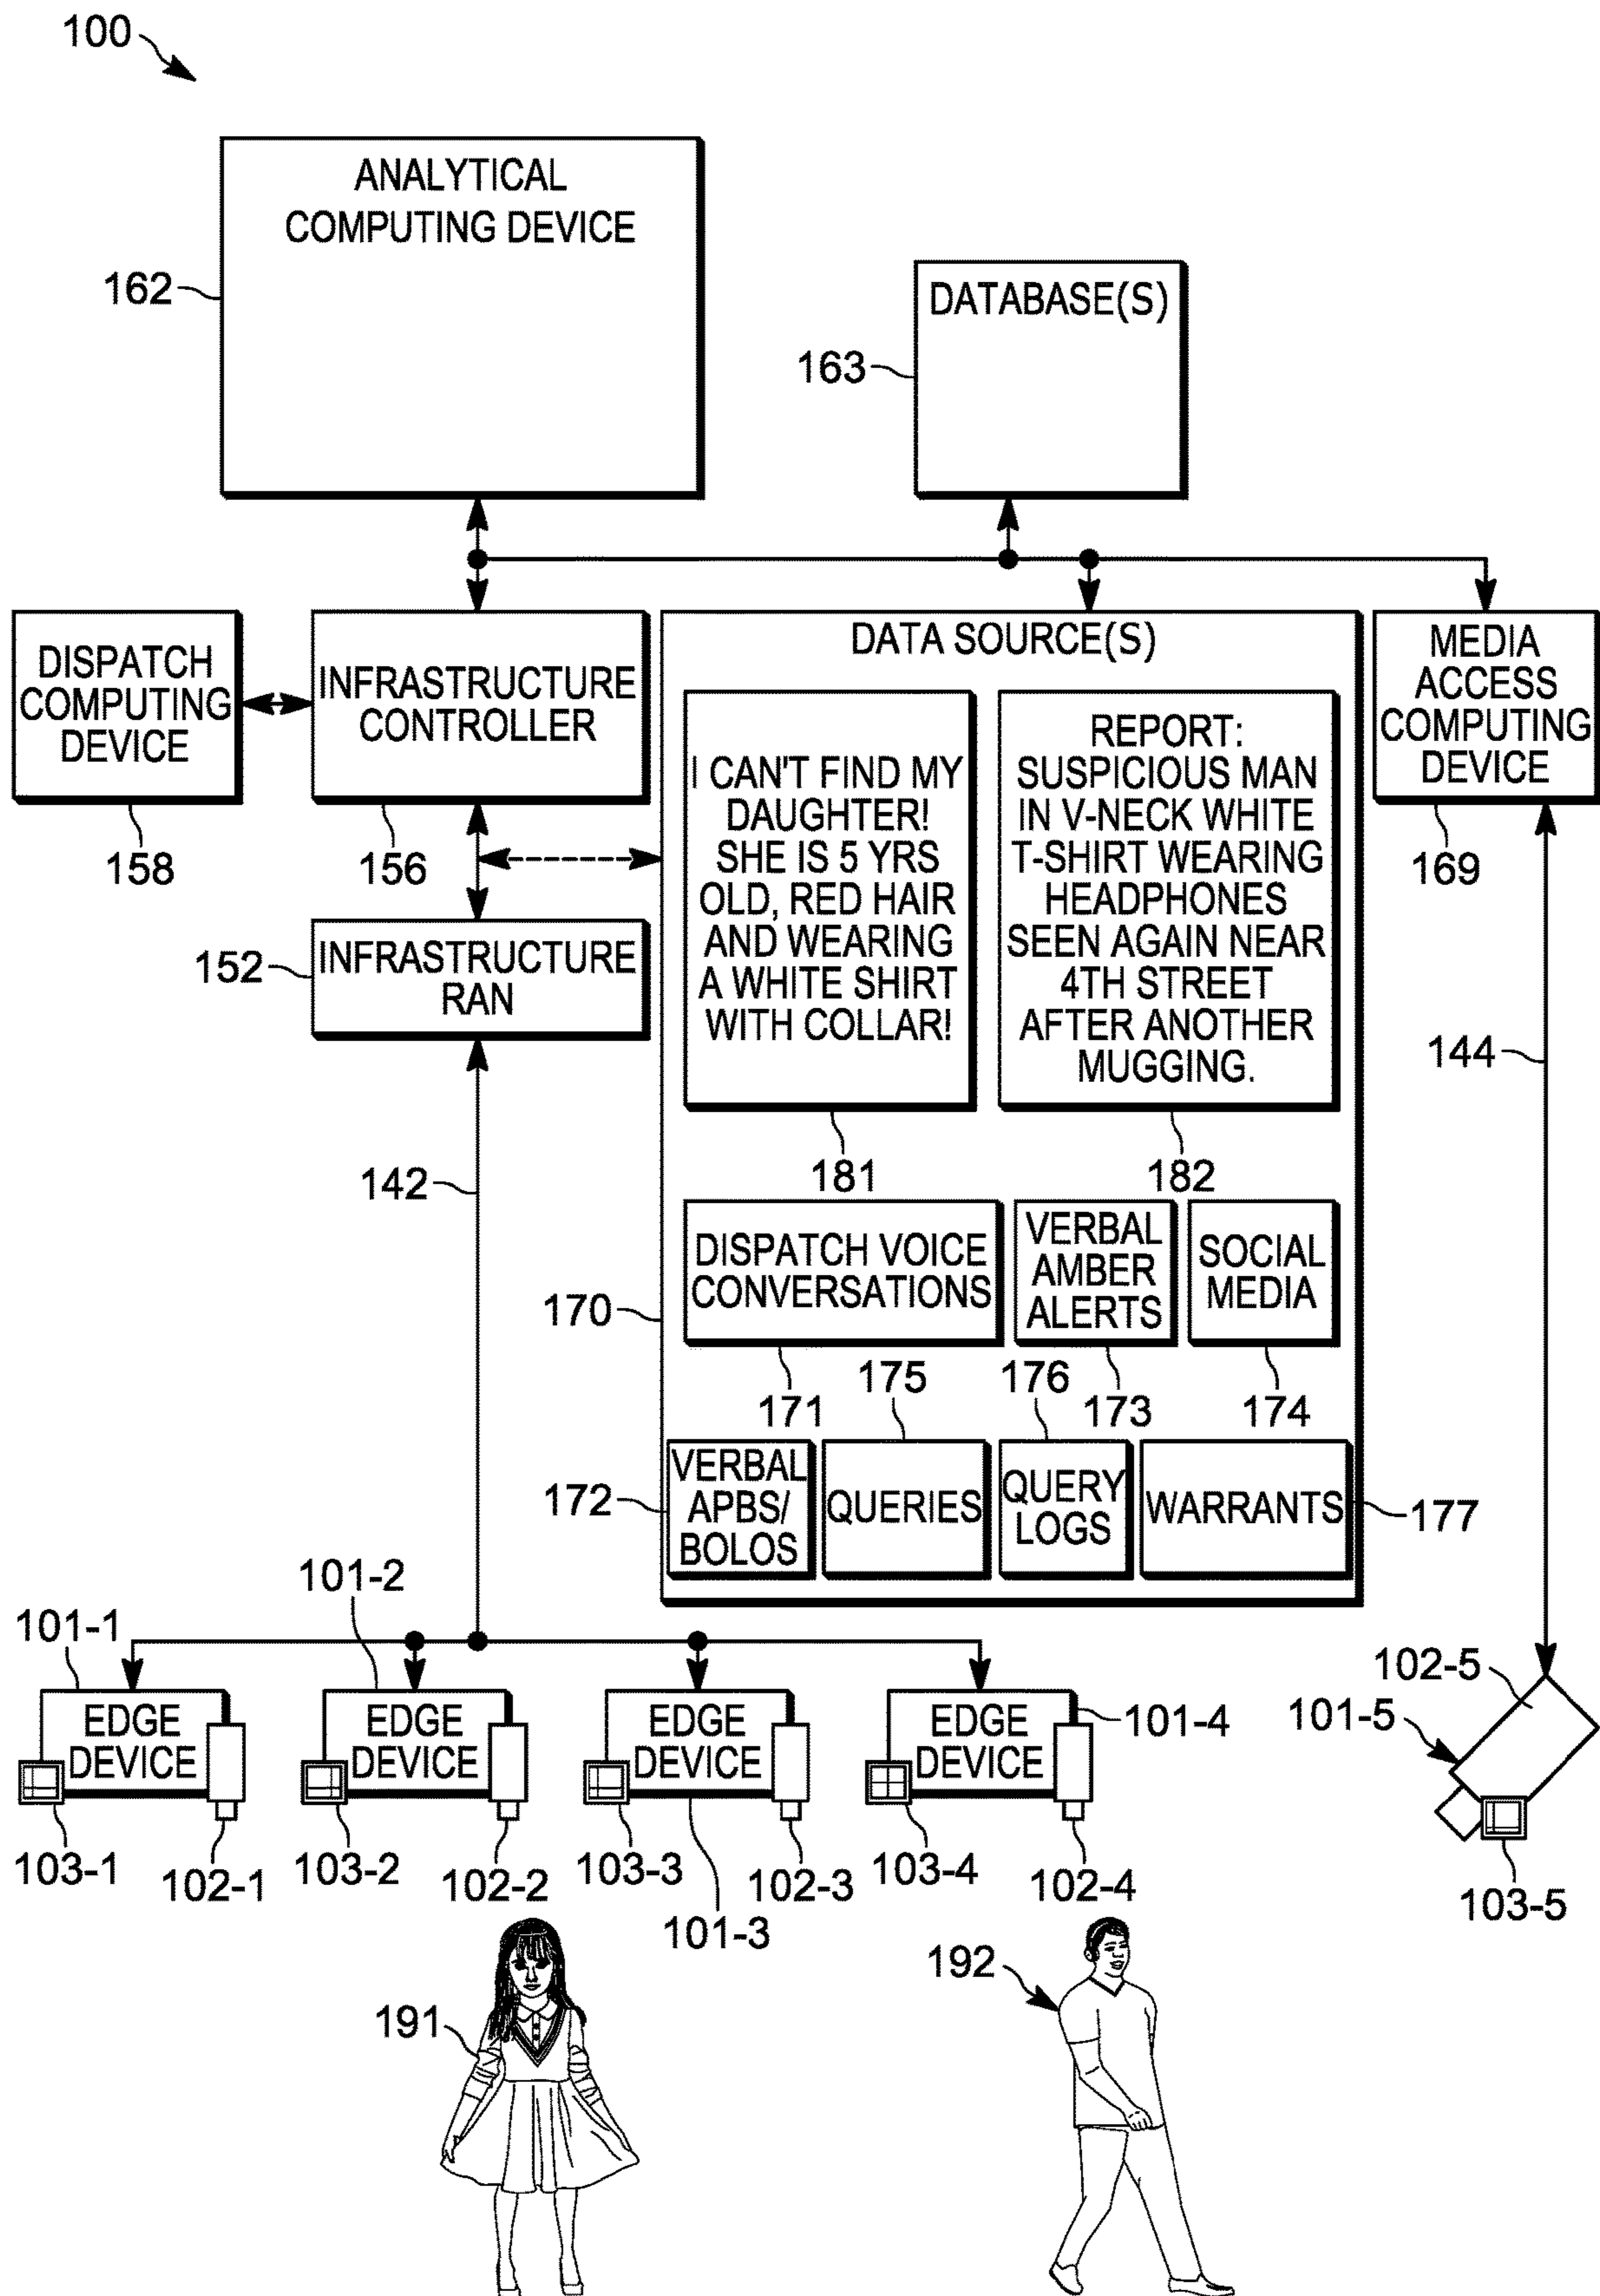 100
ANALYTICAL
COMPUTING DEVICE
162
DATABASE(S)
163
DISPATCH
COMPUTING
DEVICE
158
INFRASTRUCTURE
CONTROLLER
156
INFRASTRUCTURE
RAN
152
142
DATA SOURCE(S)
I CAN'T FIND MY
DAUGHTER!
SHE IS 5 YRS
OLD, RED HAIR
AND WEARING
A WHITE SHIRT
WITH COLLAR!
181
REPORT:
SUSPICIOUS MAN
IN V-NECK WHITE
T-SHIRT WEARING
HEADPHONES
SEEN AGAIN NEAR
4TH STREET
AFTER ANOTHER
MUGGING.
182
MEDIA
ACCESS
COMPUTING
DEVICE
169
144
170
DISPATCH VOICE
CONVERSATIONS
171
VERBAL
AMBER
ALERTS
173
SOCIAL
MEDIA
174
175
176
172
VERBAL
APBS/
BOLOS
QUERIES
QUERY
LOGS
WARRANTS
177
101-1
EDGE
DEVICE
103-1
102-1
101-2
EDGE
DEVICE
103-2
102-2
EDGE
DEVICE
103-3
102-3
101-3
EDGE
DEVICE
101-4
103-4
102-4
102-5
101-5
103-5
191
192